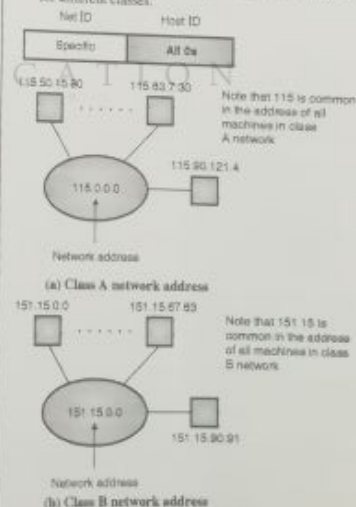 for different classes.
Net ID Host ID
Specific All 0s
C A T I O N
115.50.15.90 115.63.7.30
Note that 115 is common
in the address of all
machines in class
A network
115.90.121.4
115.0.0.0
Network address
(a) Class A network address
151.15.0.0 151.15.67.63
Note that 151.15 is
common in the address
of all machines in class
B network
151.15.0.0
151.15.90.91
Network address
(b) Class B network address